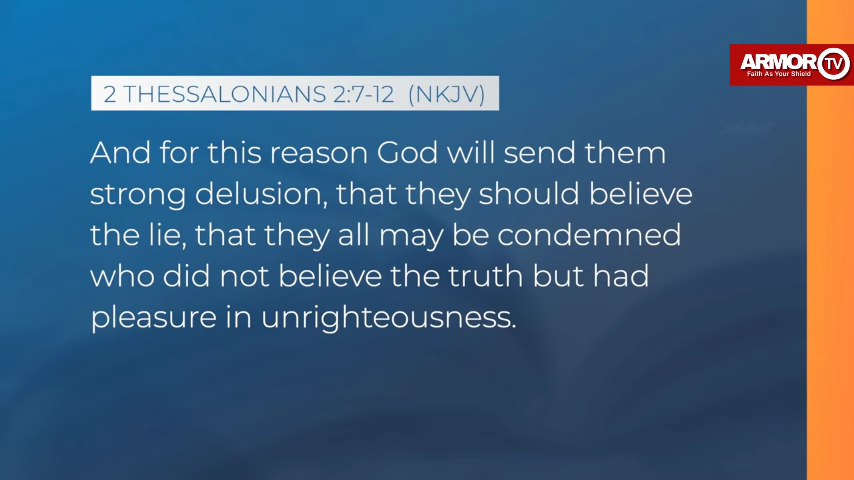 ARMOR TV
Faith As Your Shield
2 THESSALONIANS 2:7-12 (NKJV)
And for this reason God will send them
strong delusion, that they should believe
the lie, that they all may be condemned
who did not believe the truth but had
pleasure in unrighteousness.